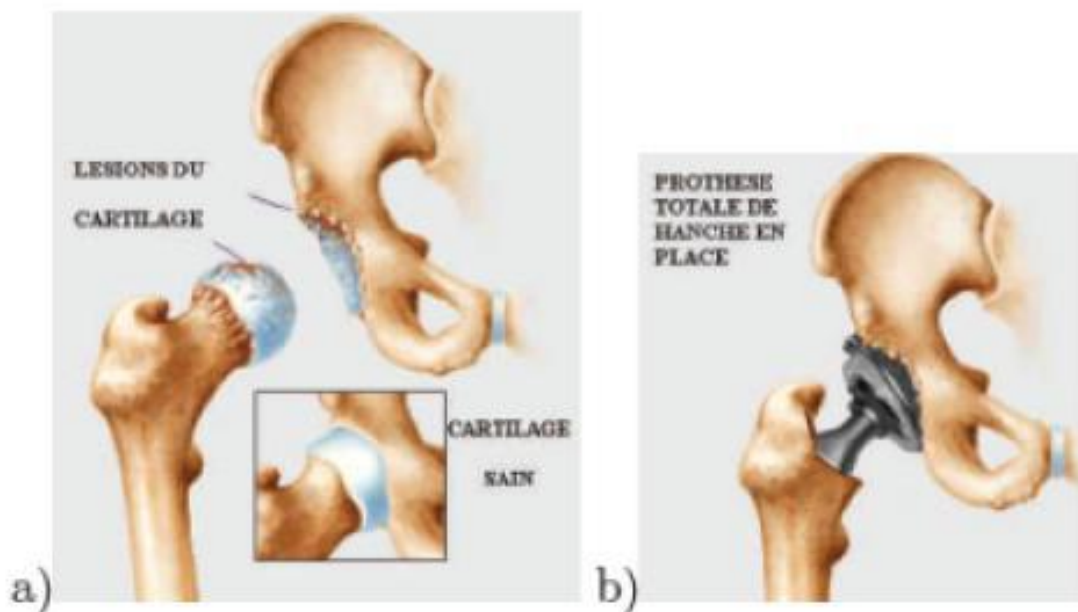 LESIONS DU
CARTILAGE
CARTILAGE
SAIN
a)
PROTHESE
TOTALE DE
HANCHE EN
PLACE
b)